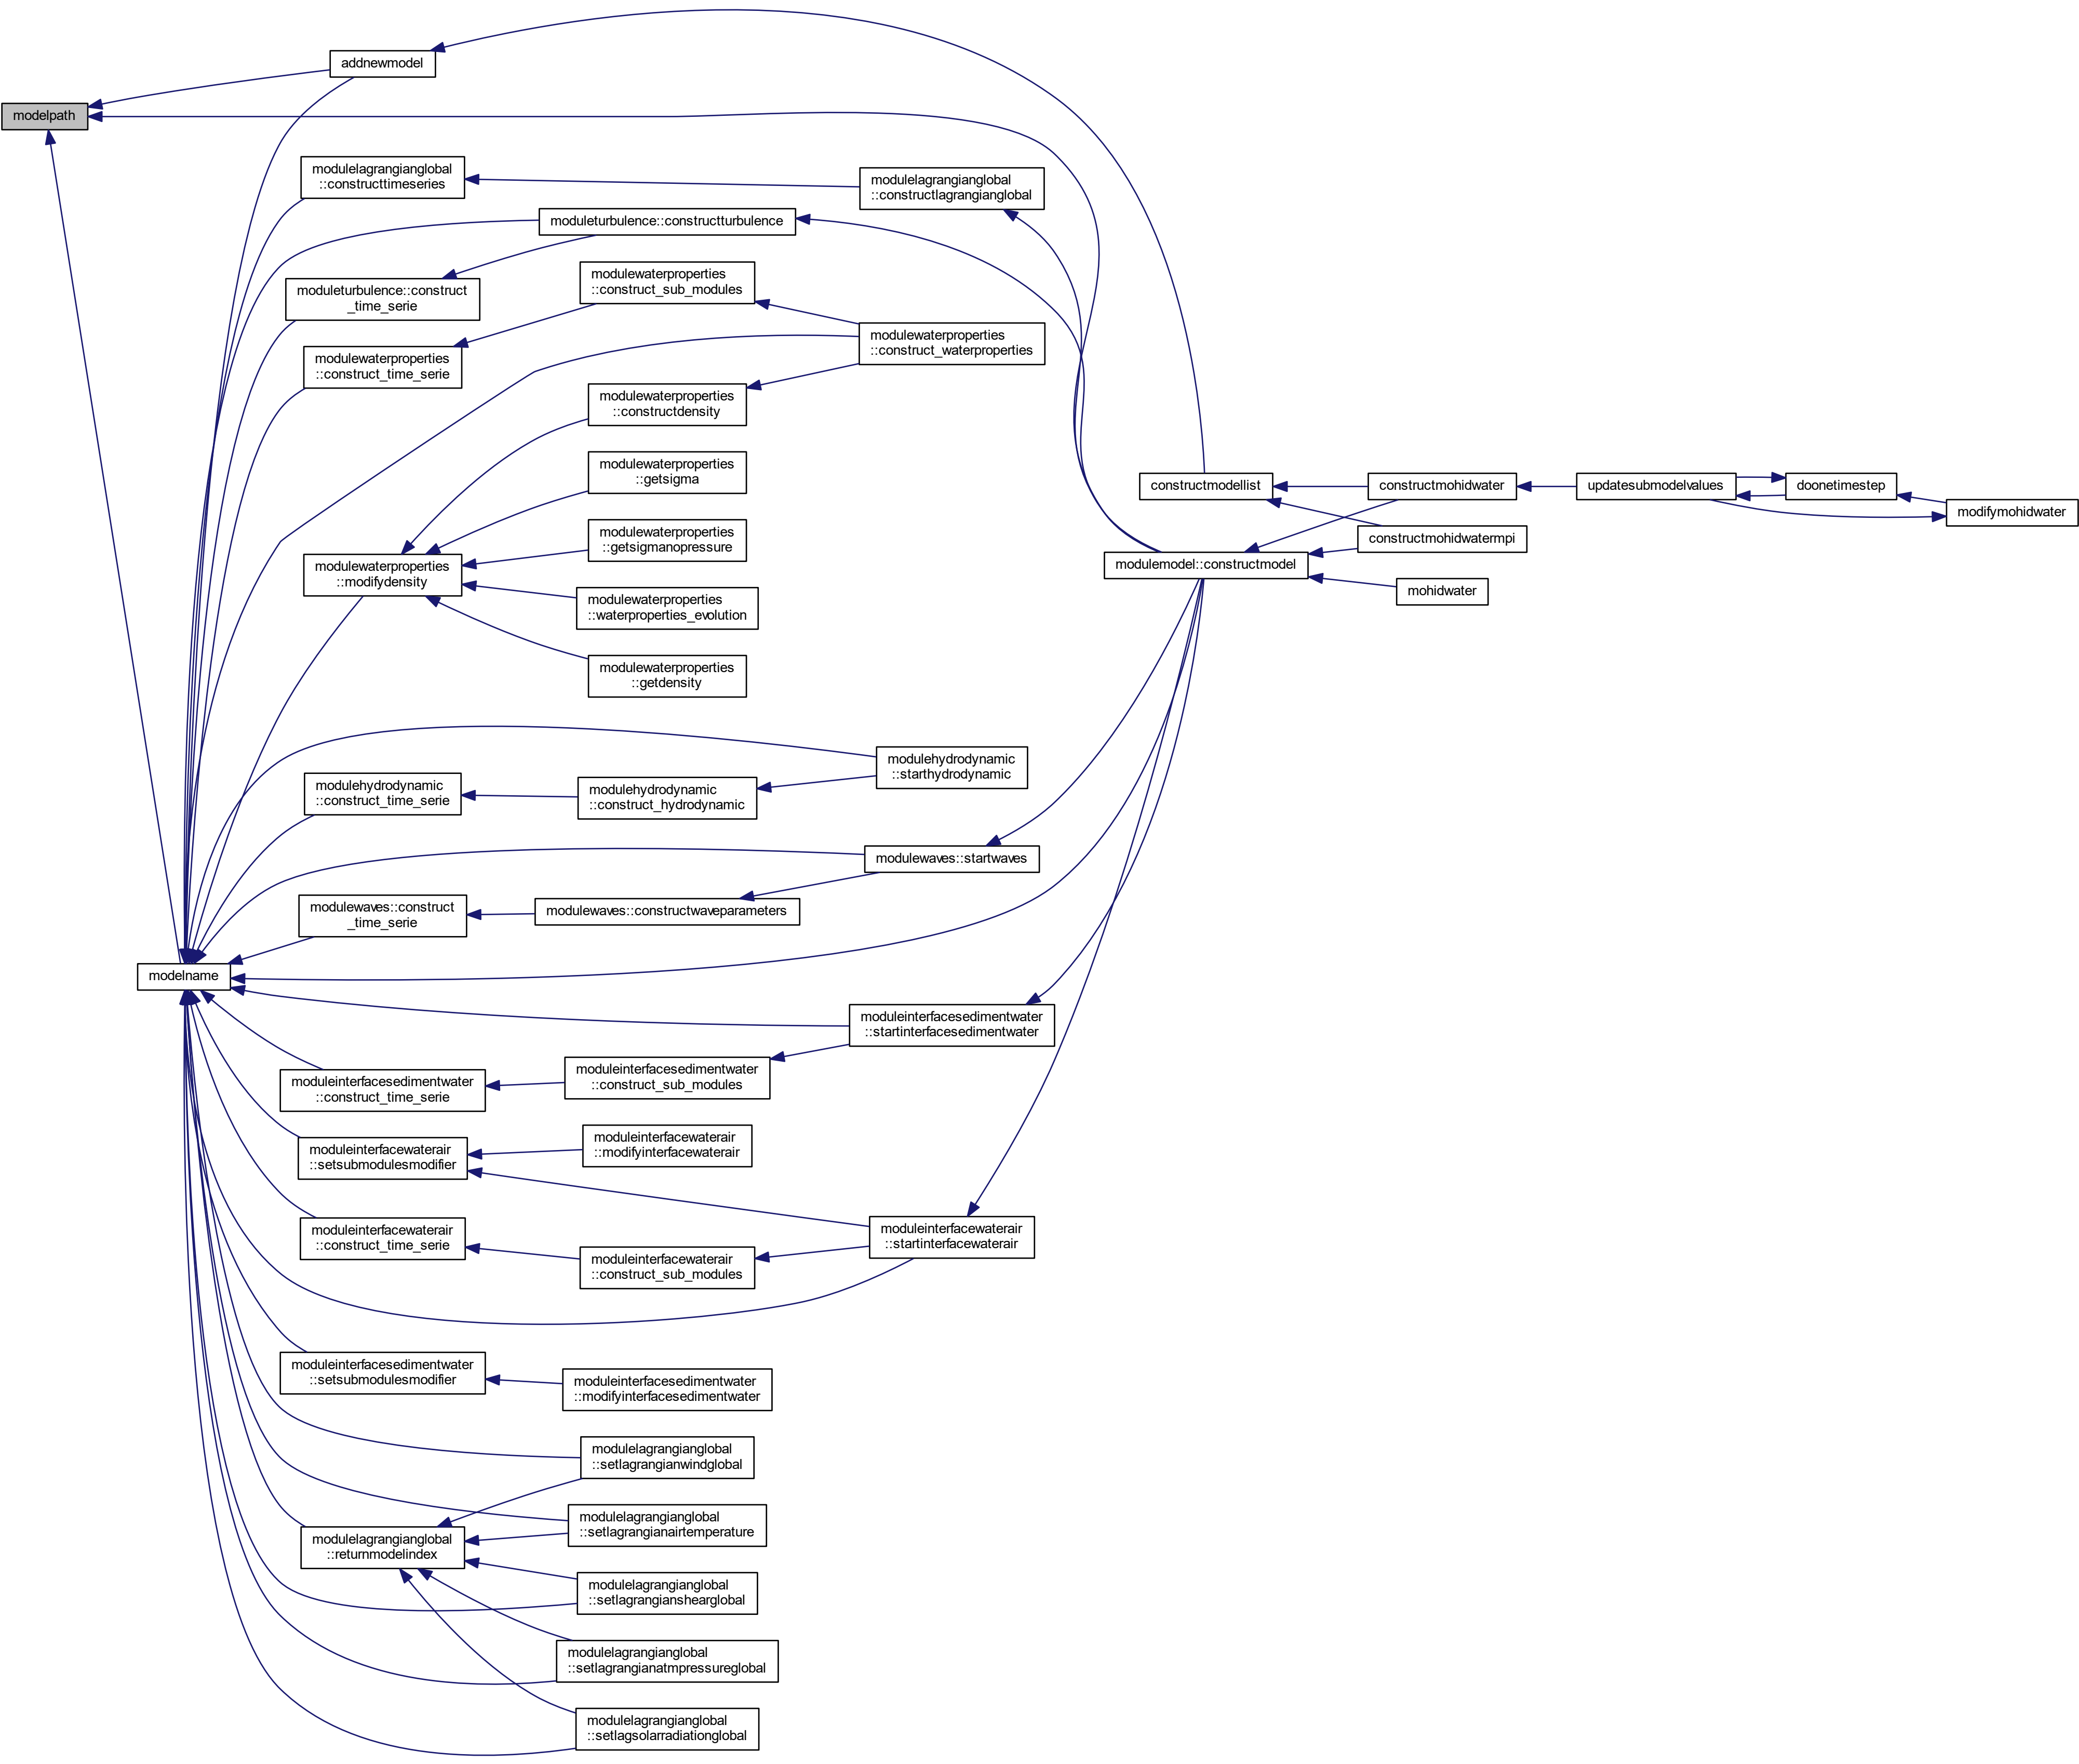 addnewmodel
modelpath
modulelagrangianglobal
::constructtimeseries
modulelagrangianglobal
::constructlagrangianglobal
moduleturbulence::constructturbulence
moduleturbulence::construct
_time_serie
modulewaterproperties
::construct_sub_modules
modulewaterproperties
::construct_waterproperties
modulewaterproperties
::construct_time_serie
modulewaterproperties
::constructdensity
modulewaterproperties
::getsigma
constructmodellist
constructmohidwater
updatesubmodelvalues
doonetimestep
modifymohidwater
modulewaterproperties
::getsigmanopressure
constructmohidwatermpi
modulewaterproperties
::modifydensity
modulemodel::constructmodel
mohidwater
modulewaterproperties
::waterproperties_evolution
modulewaterproperties
::getdensity
modulehydrodynamic
::starthydrodynamic
modulehydrodynamic
::construct_time_serie
modulehydrodynamic
::construct_hydrodynamic
modulewaves::startwaves
modulewaves::construct
_time_serie
modulewaves::constructwaveparameters
modelname
moduleinterfacesedimentwater
::startinterfacesedimentwater
moduleinterfacesedimentwater
::construct_time_serie
moduleinterfacesedimentwater
::construct_sub_modules
moduleinterfacewaterair
::setsubmodulesmodifier
moduleinterfacewaterair
::modifyinterfacewaterair
moduleinterfacewaterair
::startinterfacewaterair
moduleinterfacewaterair
::construct_time_serie
moduleinterfacewaterair
::construct_sub_modules
moduleinterfacesedimentwater
::setsubmodulesmodifier
moduleinterfacesedimentwater
::modifyinterfacesedimentwater
modulelagrangianglobal
::setlagrangianwindglobal
modulelagrangianglobal
::setlagrangianairtemperature
modulelagrangianglobal
::returnmodelindex
modulelagrangianglobal
::setlagrangianshearglobal
modulelagrangianglobal
::setlagrangianatmpressureglobal
modulelagrangianglobal
::setlagsolarradiationglobal